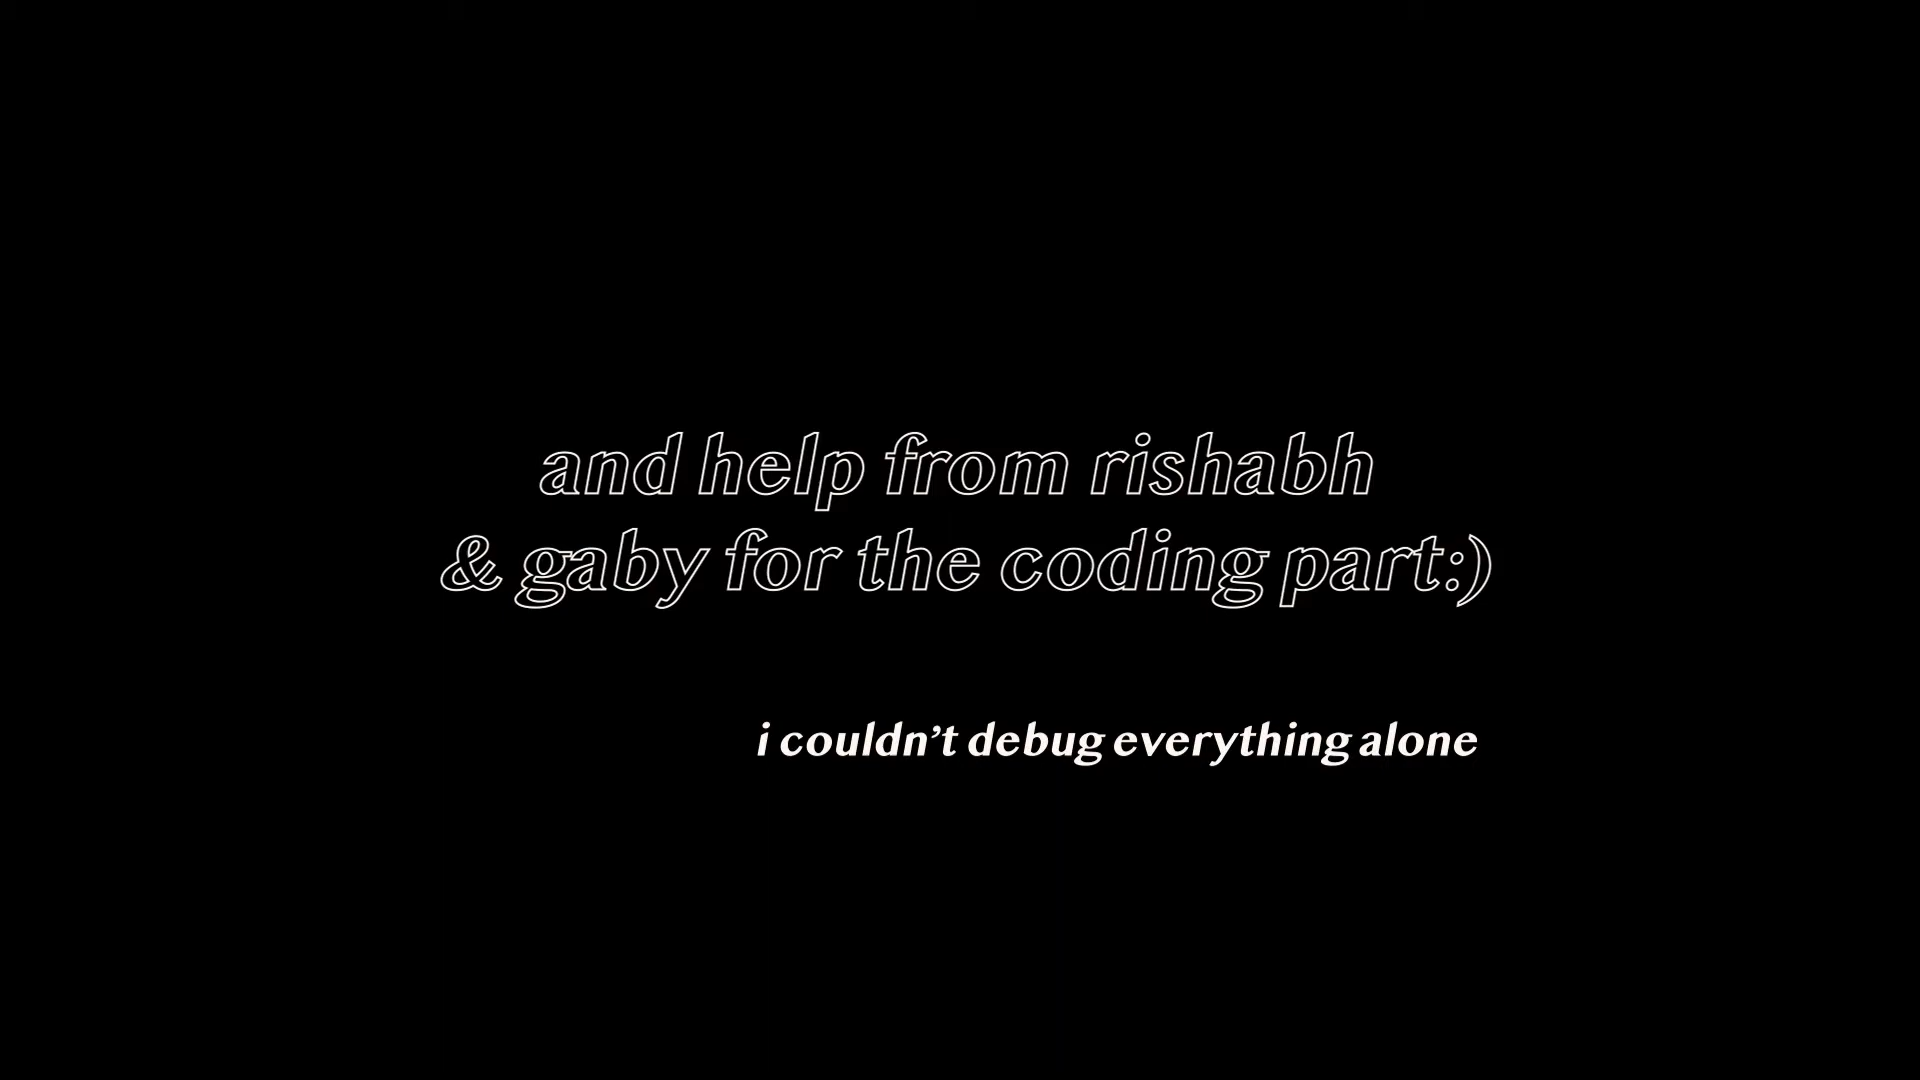 and help from rishabh
& gaby for the coding part:)
i couldn’t debug everything alone